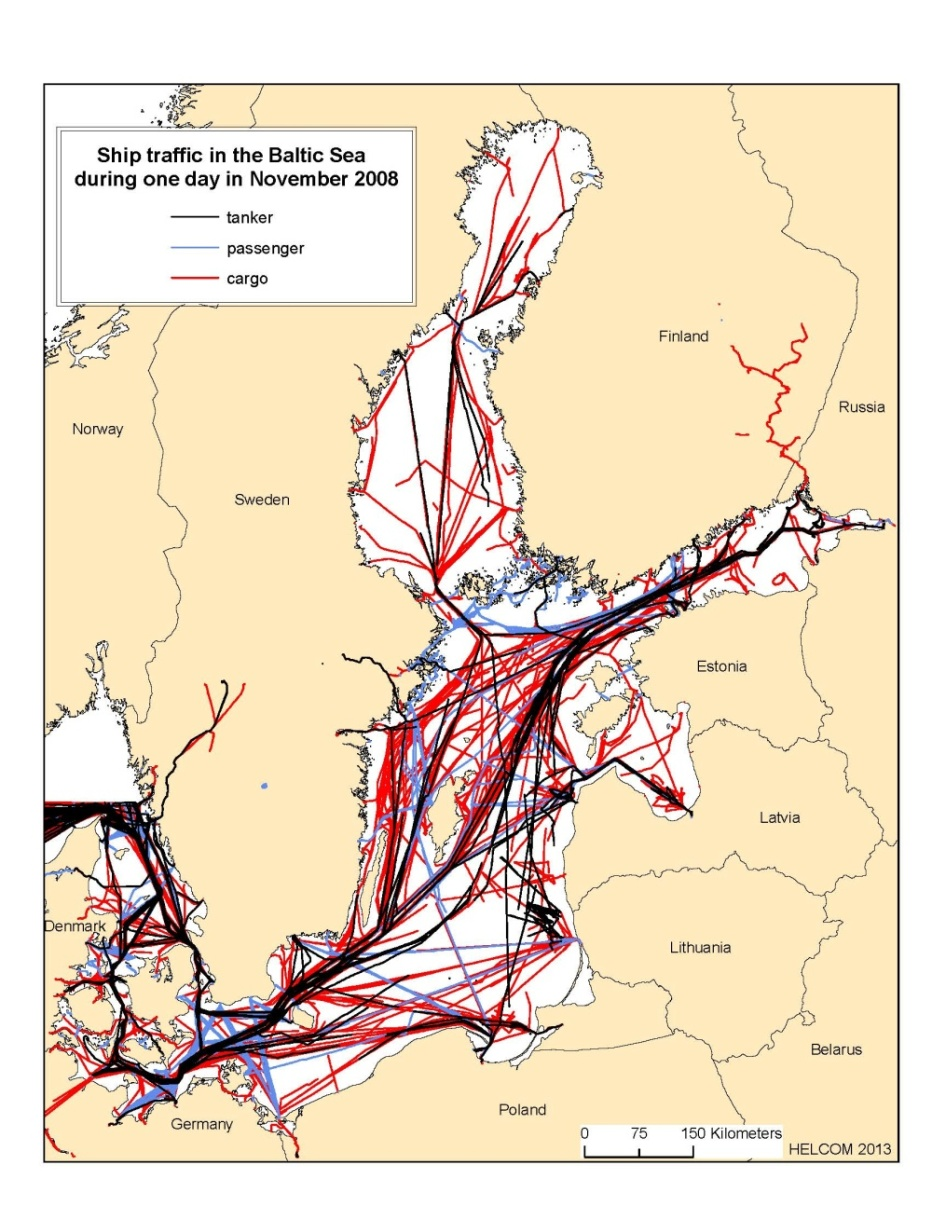 Ship traffic in the Baltic Sea
during one day in November 2008
tanker
passenger
cargo
Finland
Russia
Norway
Sweden
Estonia
Latvia
Denmark
Lithuania
Belarus
Poland
Germany
0 75 150 Kilometers
HELCOM 2013